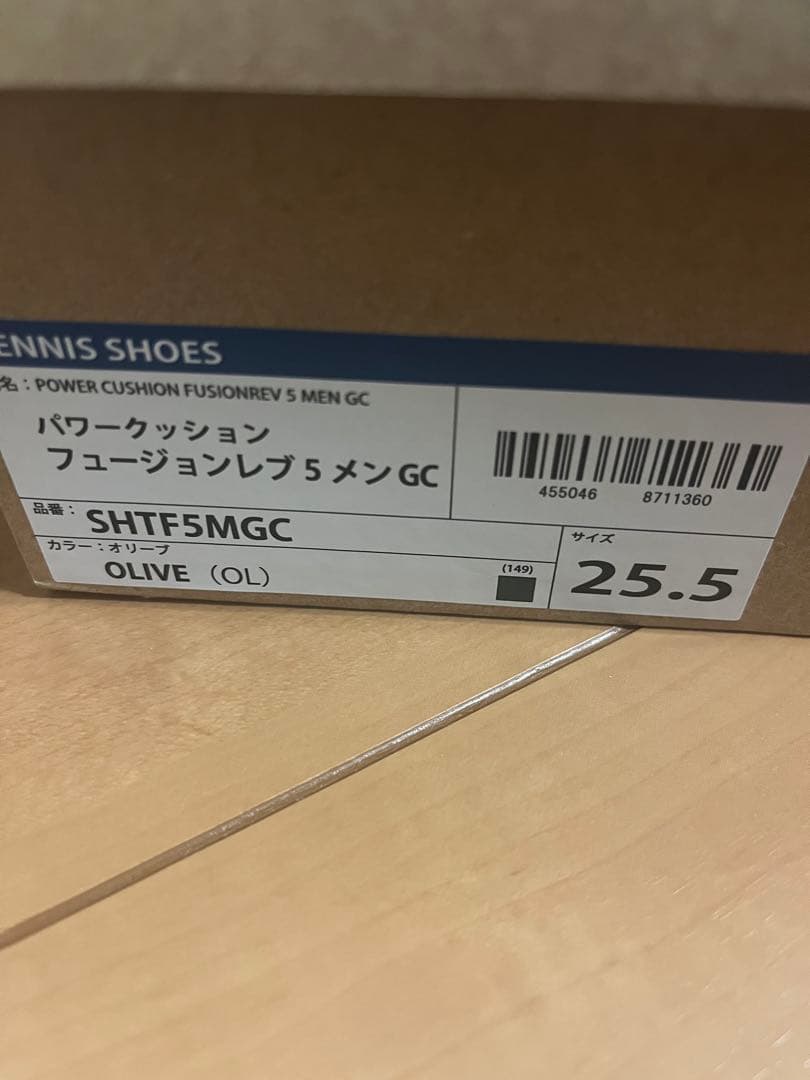 ENNIS SHOES
名：POWER CUSHION FUSIONREV 5 MEN GC
パワークッション
フュージョンレブ 5 メン GC
455046 8711360
品番：SHTF5MGC
カラー：オリーブ
OLIVE（OL）
(149)
サイズ
25.5